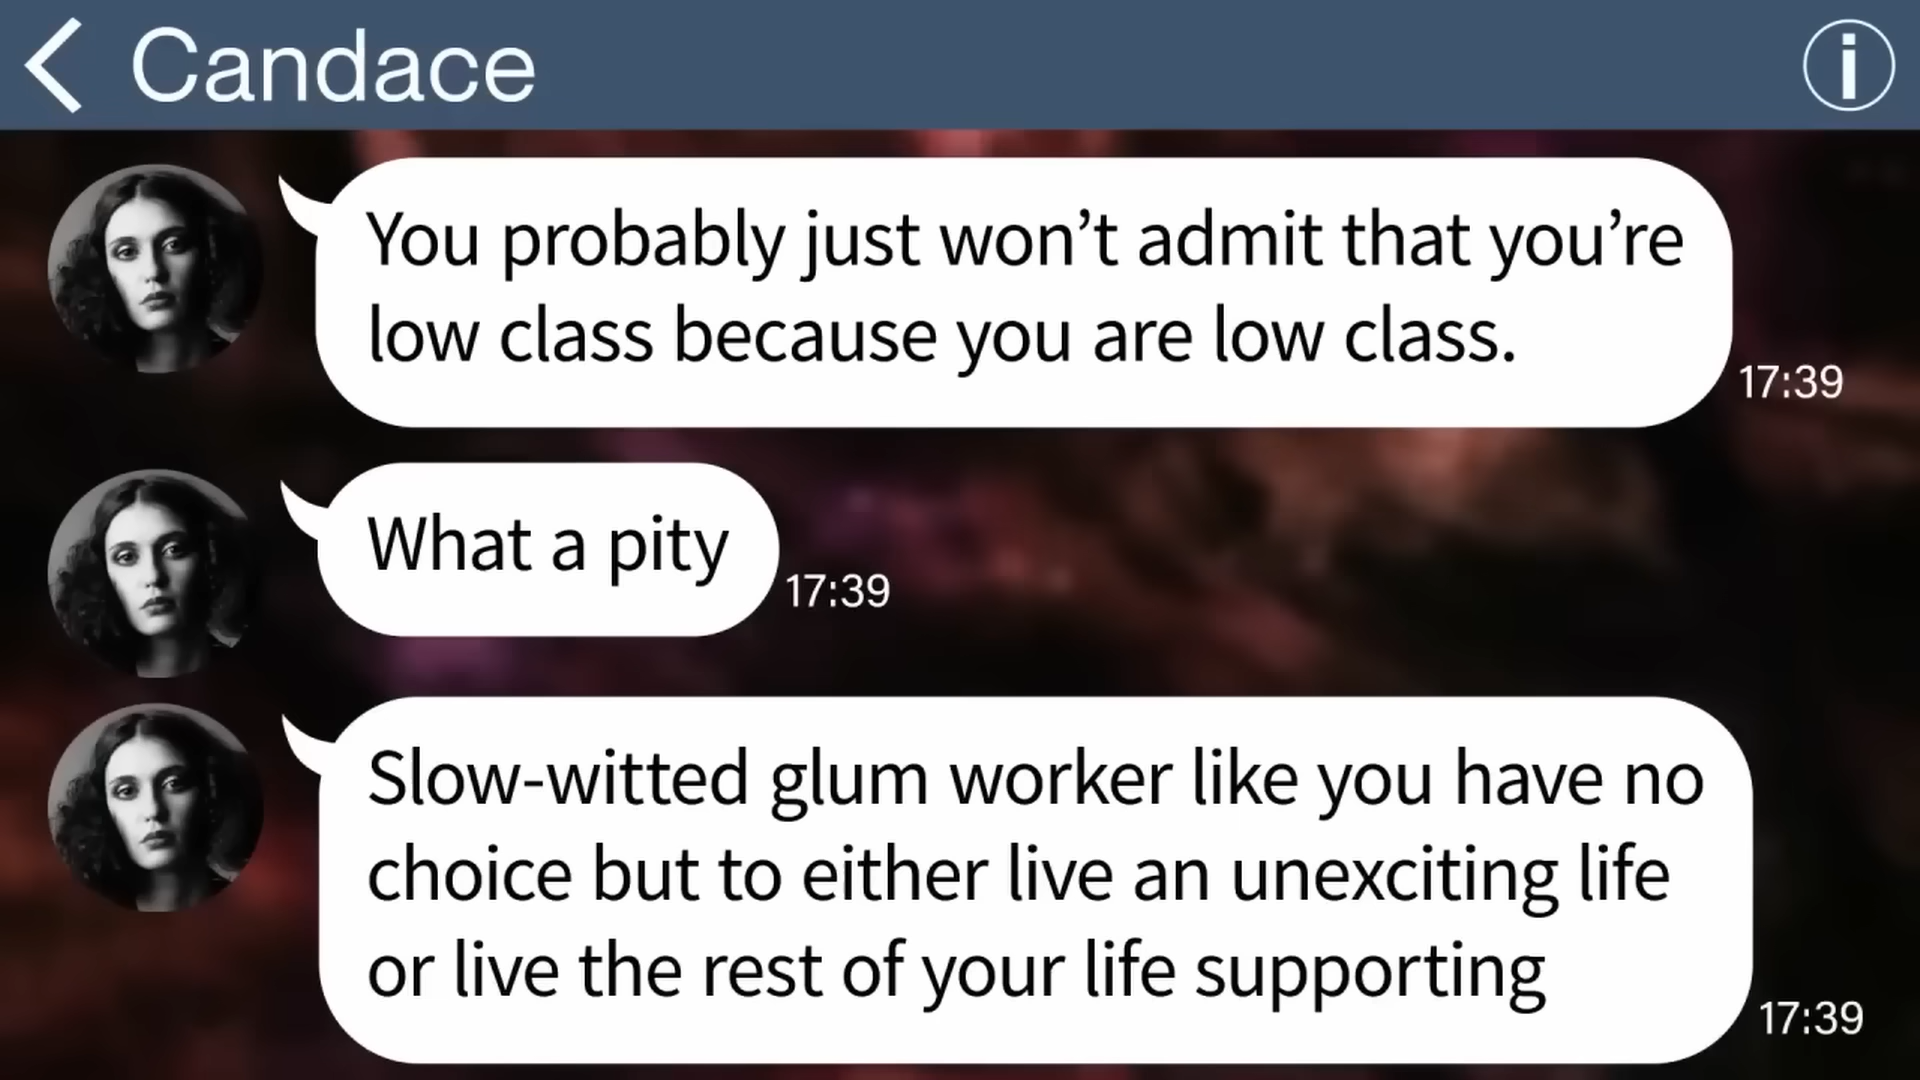 Candace
You probably just won’t admit that you’re
low class because you are low class.
17:39
What a pity
17:39
Slow-witted glum worker like you have no
choice but to either live an unexciting life
or live the rest of your life supporting
17:39